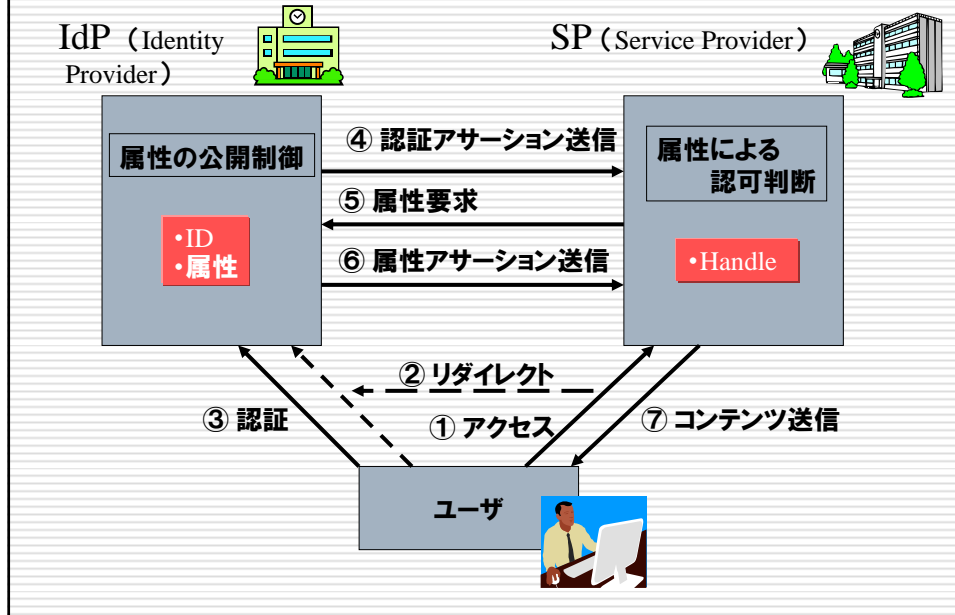 IdP（Identity
Provider）
SP（Service Provider）
属性の公開制御
・ID
・属性
④ 認証アサーション送信
⑤ 属性要求
⑥ 属性アサーション送信
属性による
認可判断
・Handle
② リダイレクト
③ 認証
① アクセス
⑦ コンテンツ送信
ユーザ